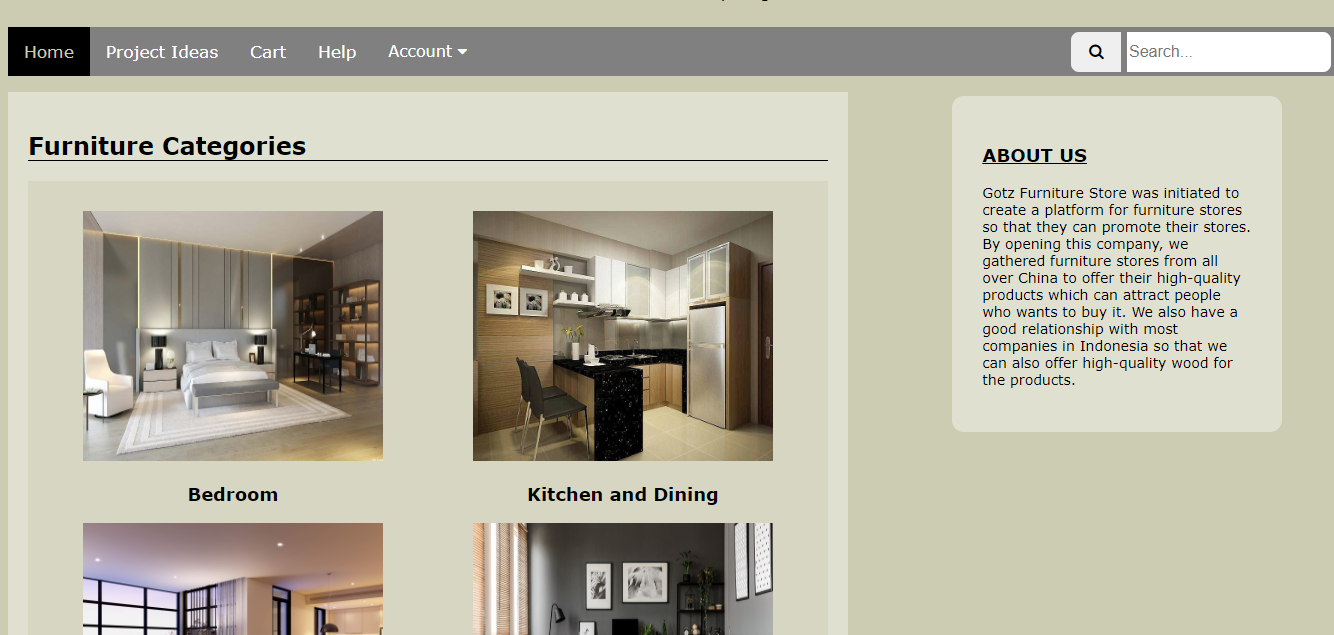 Home
Project Ideas
Cart
Help
Account
Search...
Furniture Categories
Bedroom
Kitchen and Dining
ABOUT US
Gotz Furniture Store was initiated to
create a platform for furniture stores
so that they can promote their stores.
By opening this company, we
gathered furniture stores from all
over China to offer their high-quality
products which can attract people
who wants to buy it. We also have a
good relationship with most
companies in Indonesia so that we
can also offer high-quality wood for
the products.